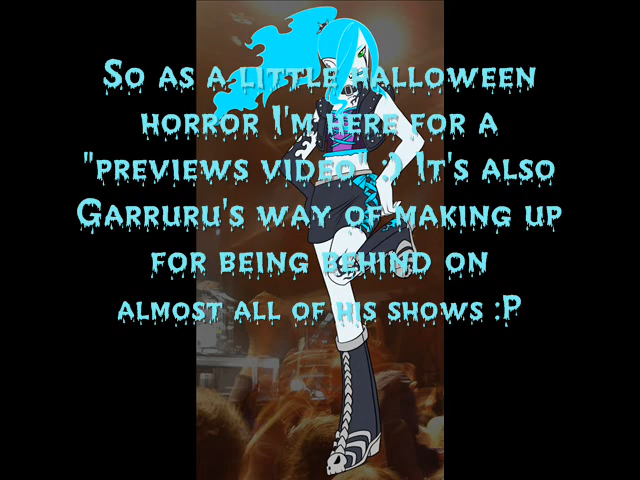 So as a little halloween
horror I'm here for a
"previews video" :) It's also
Garruru's way of making up
for being behind on
almost all of his shows :P